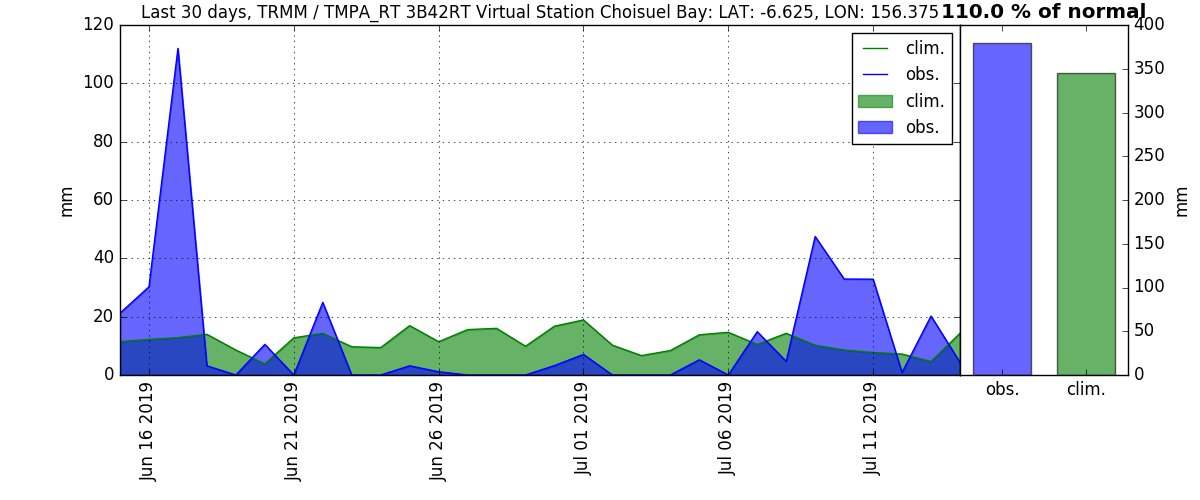 Last 30 days, TRMM / TMPA_RT 3B42RT Virtual Station Choisuel Bay: LAT: -6.625, LON: 156.375 110.0 % of normal
120
100
80
60
40
20
0
mm
clim.
obs.
clim.
obs.
400
350
300
250
200
150
100
50
0
mm
obs. clim.
Jun 16 2019
Jun 21 2019
Jun 26 2019
Jul 01 2019
Jul 06 2019
Jul 11 2019